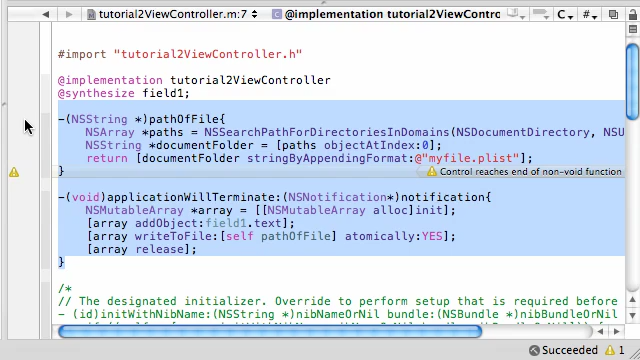 tutorial2ViewController.m:7
@implementation tutorial2ViewContro
#import "tutorial2ViewController.h"
@implementation tutorial2ViewController
@synthesize field1;
-(NSString *)pathOfFile{
NSArray *paths = NSSearchPathForDirectoriesInDomains(NSDocumentDirectory, NSU
NSString *documentFolder = [paths objectAtIndex:0];
return [documentFolder stringByAppendingFormat:@"myfile.plist"];
} Control reaches end of non-void function
-(void)applicationWillTerminate:(NSNotification*)notification{
NSMutableArray *array = [[NSMutableArray alloc]init];
[array addObject:field1.text];
[array writeToFile:[self pathOfFile] atomically:YES];
[array release];
}
/*
// The designated initializer. Override to perform setup that is required before
- (id)initWithNibName:(NSString *)nibNameOrNil bundle:(NSBundle *)nibBundleOrNil
Succeeded 1